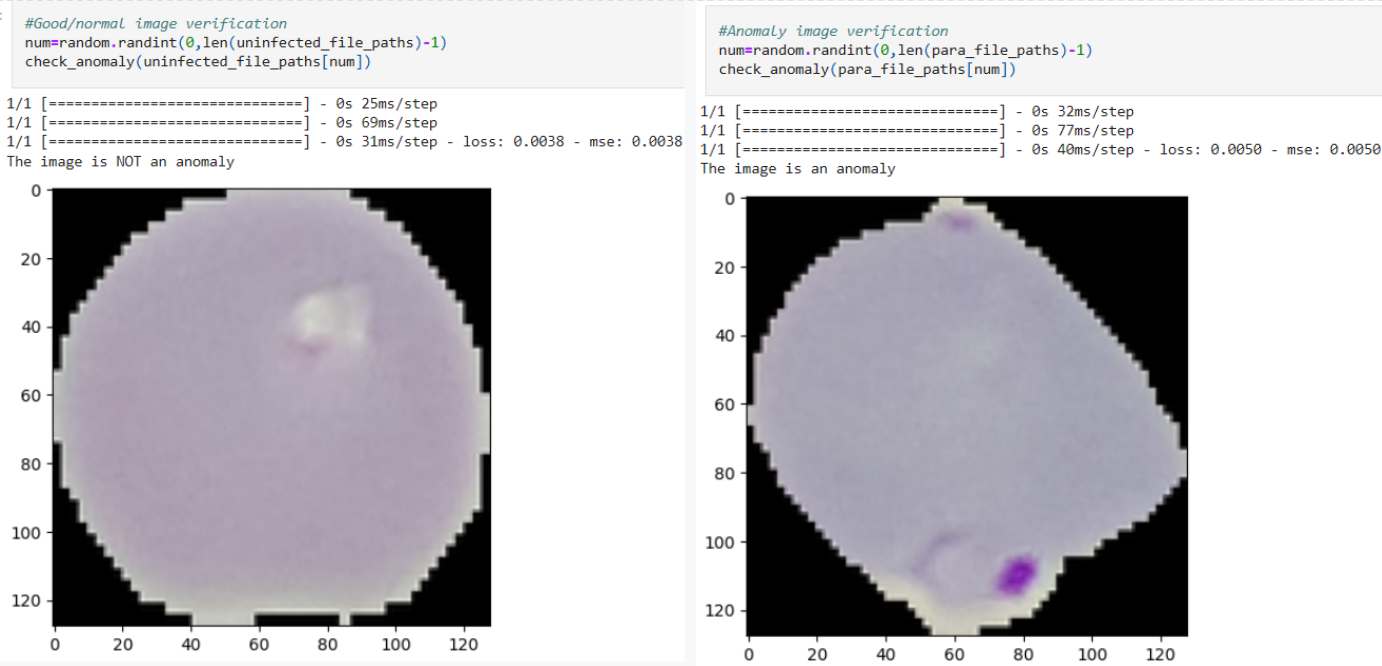 #Good/normal image verification
num=random.randint(0,len(uninfected_file_paths)-1)
check_anomaly(uninfected_file_paths[num])
1/1 [==============================] - 0s 25ms/step
1/1 [==============================] - 0s 69ms/step
1/1 [==============================] - 0s 31ms/step - loss: 0.0038 - mse: 0.0038
The image is NOT an anomaly
0
20
40
60
80
100
120
0 20 40 60 80 100 120
#Anomaly image verification
num=random.randint(0,len(para_file_paths)-1)
check_anomaly(para_file_paths[num])
1/1 [==============================] - 0s 32ms/step
1/1 [==============================] - 0s 77ms/step
1/1 [==============================] - 0s 40ms/step - loss: 0.0050 - mse: 0.0050
The image is an anomaly
0
20
40
60
80
100
120
0 20 40 60 80 100 120